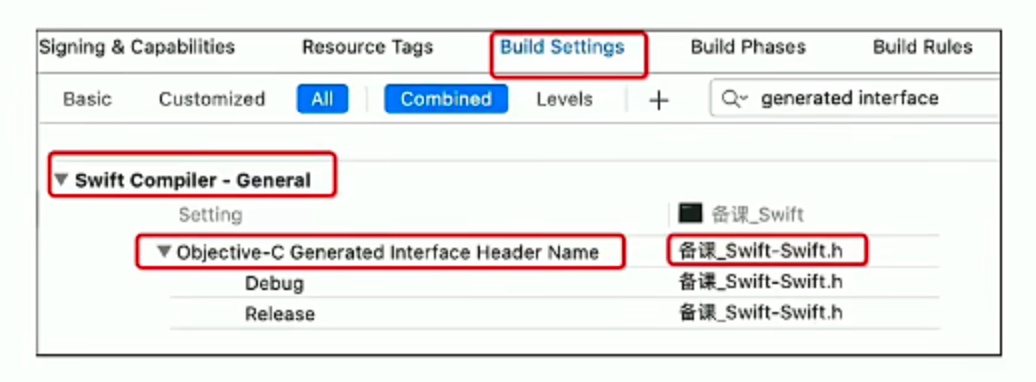 Signing & Capabilities Resource Tags Build Settings Build Phases Build Rules
Basic Customized All Combined Levels + generated interface
Swift Compiler - General
Setting 备课_Swift
Objective-C Generated Interface Header Name 备课_Swift-Swift.h
Debug 备课_Swift-Swift.h
Release 备课_Swift-Swift.h